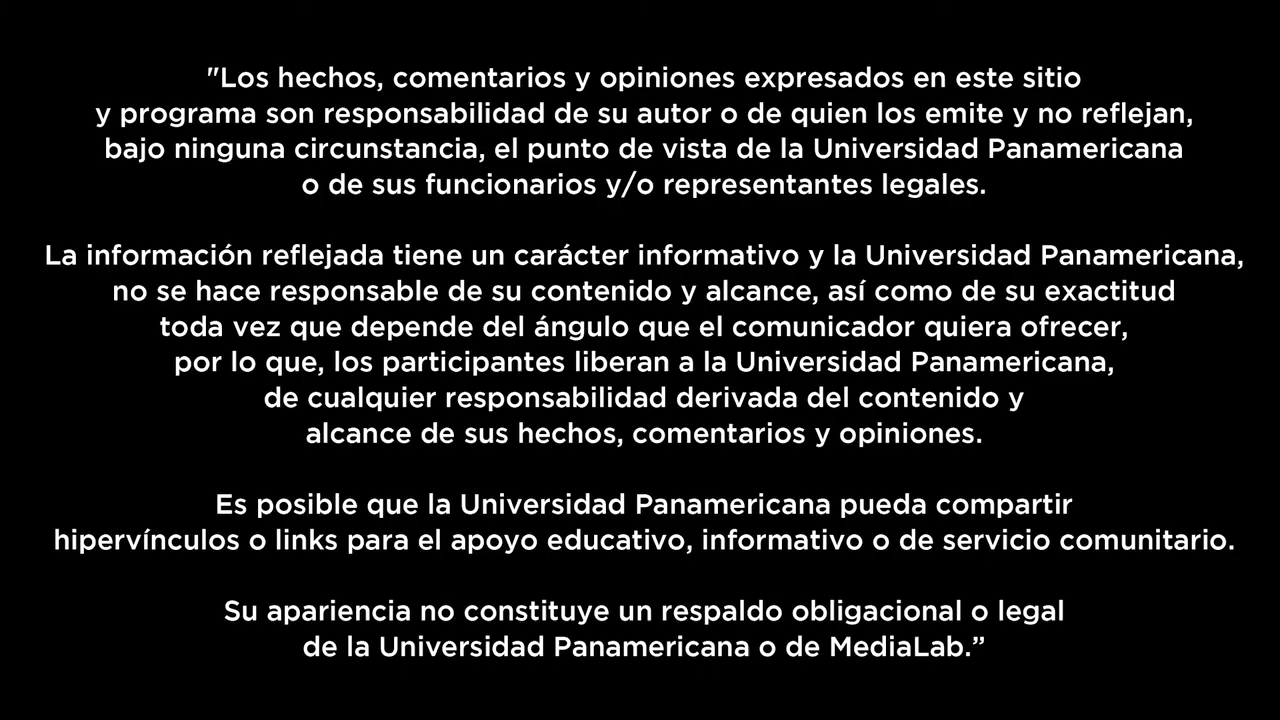 "Los hechos, comentarios y opiniones expresados en este sitio
y programa son responsabilidad de su autor o de quien los emite y no reflejan,
bajo ninguna circunstancia, el punto de vista de la Universidad Panamericana
o de sus funcionarios y/o representantes legales.
La información reflejada tiene un carácter informativo y la Universidad Panamericana,
no se hace responsable de su contenido y alcance, así como de su exactitud
toda vez que depende del ángulo que el comunicador quiera ofrecer,
por lo que, los participantes liberan a la Universidad Panamericana,
de cualquier responsabilidad derivada del contenido y
alcance de sus hechos, comentarios y opiniones.
Es posible que la Universidad Panamericana pueda compartir
hipervínculos o links para el apoyo educativo, informativo o de servicio comunitario.
Su apariencia no constituye un respaldo obligacional o legal
de la Universidad Panamericana o de MediaLab.”